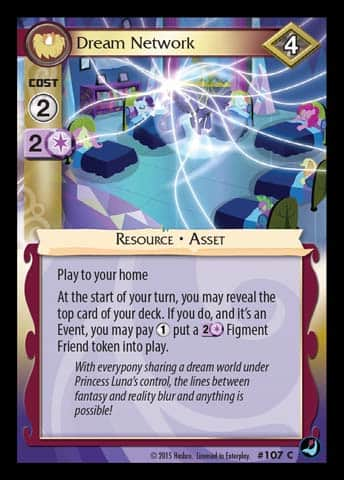 Dream Network
4
COST
2
2
RESOURCE • ASSET
Play to your home
At the start of your turn, you may reveal the
top card of your deck. If you do, and it's an
Event, you may pay 1 put a 2 Figment
Friend token into play.
With everypony sharing a dream world under
Princess Luna's control, the lines between
fantasy and reality blur and anything is
possible!
© 2015 Hasbro. Licensed to Enterplay. #107 C